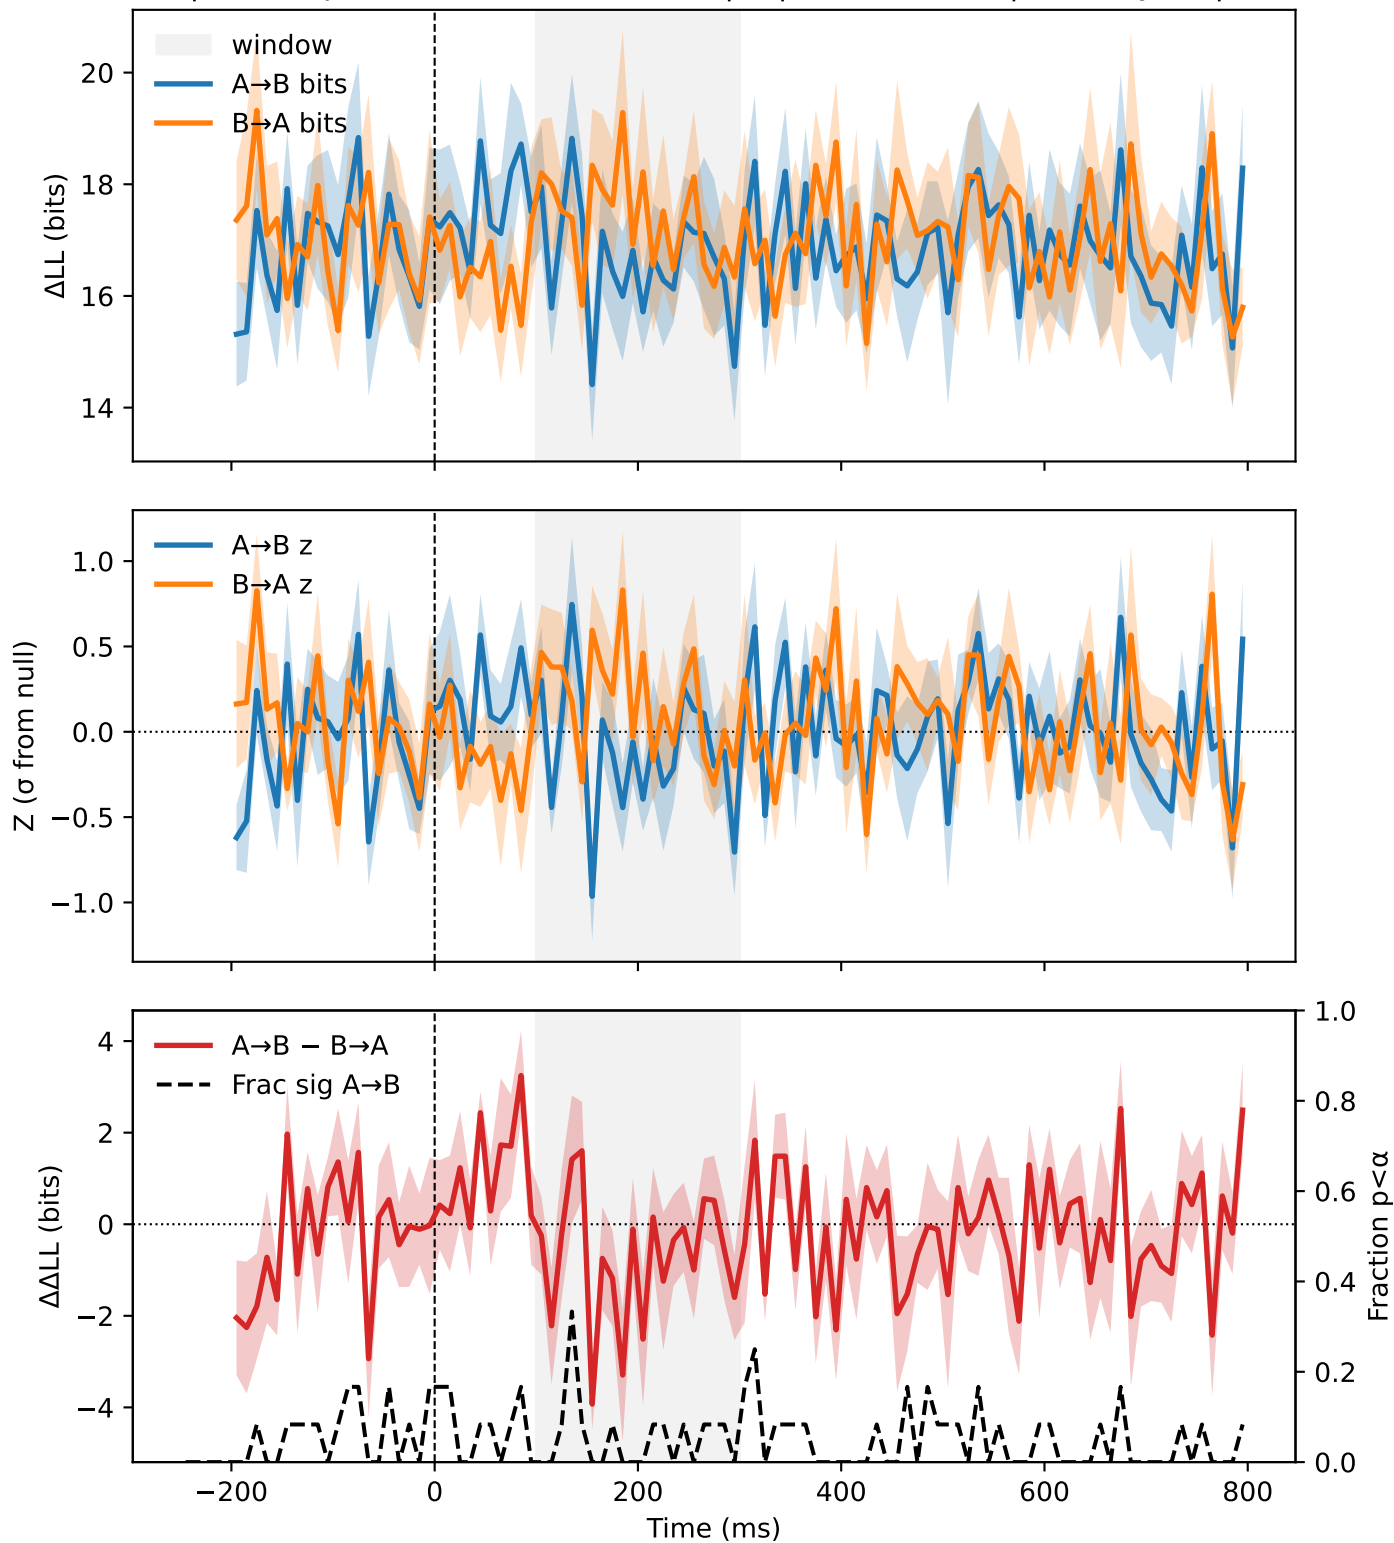 window
A→B bits
B→A bits
20
18
16
14
ΔLL (bits)
A→B z
B→A z
1.0
0.5
0.0
−0.5
−1.0
Z (σ from null)
A→B − B→A
Frac sig A→B
4
2
0
−2
−4
ΔΔLL (bits)
1.0
0.8
0.6
0.4
0.2
0.0
Fraction p<α
−200
0
200
400
600
800
Time (ms)